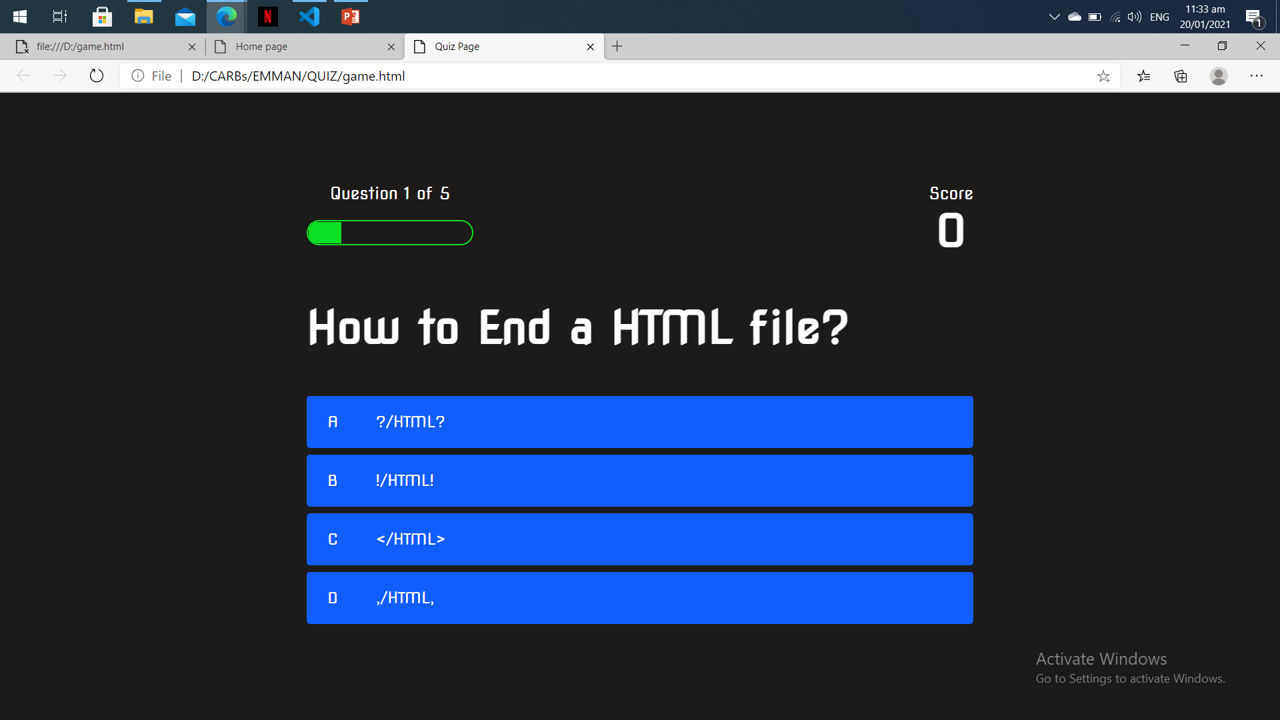 11:33 am
ENG
20/01/2021
1
file:///D:/game.html
Home page
Quiz Page
File | D:/CARBs/EMMAN/QUIZ/game.html
Question 1 of 5
Score
0
How to End a HTML file?
A ?/HTML?
B !/HTML!
C </HTML>
D ,/HTML,
Activate Windows
Go to Settings to activate Windows.